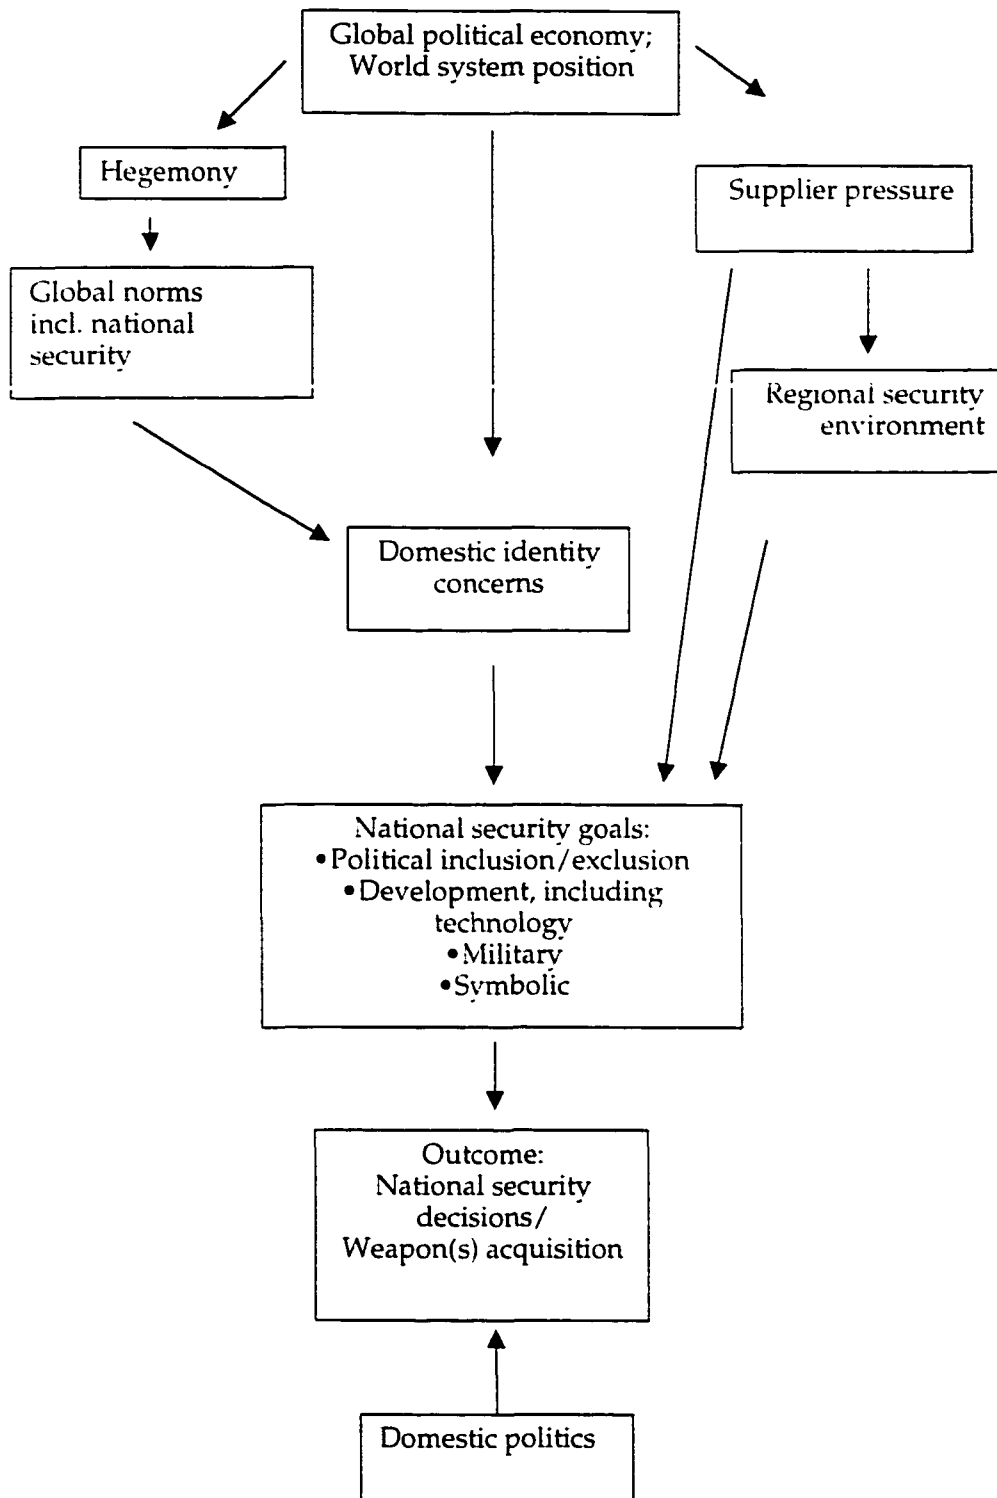 Global political economy;
World system position
Hegemony
Supplier pressure
Global norms
incl. national
security
Regional security
environment
Domestic identity
concerns
National security goals:
•Political inclusion/exclusion
•Development, including
technology
•Military
•Symbolic
Outcome:
National security
decisions/
Weapon(s) acquisition
Domestic politics